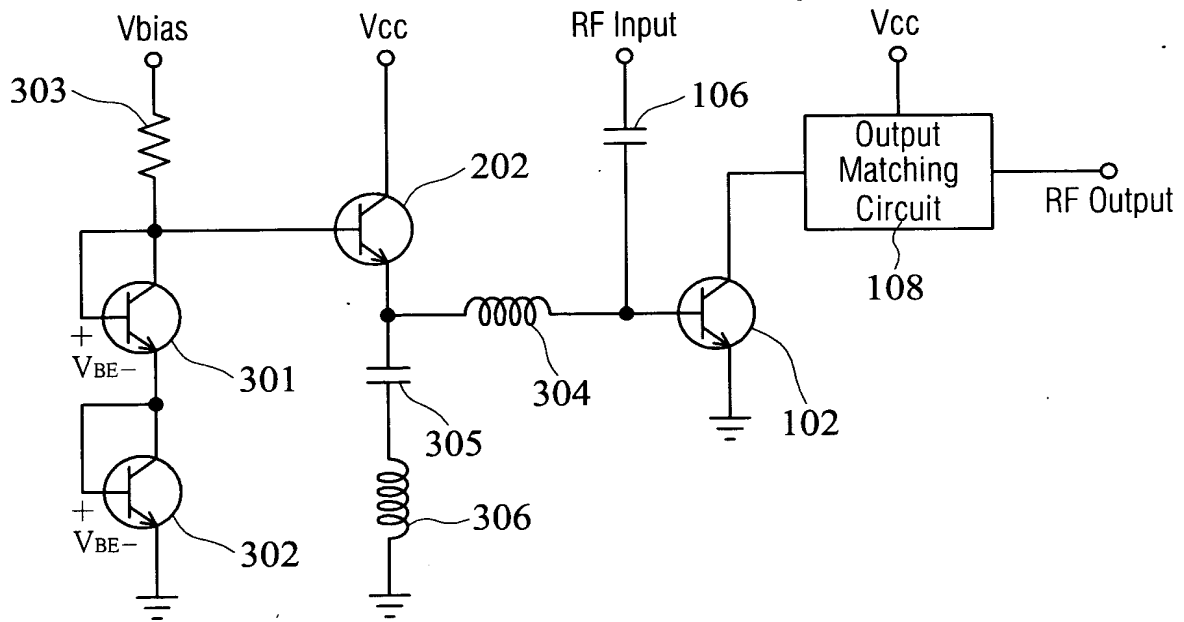 Vbias
Vcc
RF Input
Vcc
303
106
202
Output
Matching
Circuit
RF Output
108
+
VBE-
301
304
102
305
+
VBE-
302
306